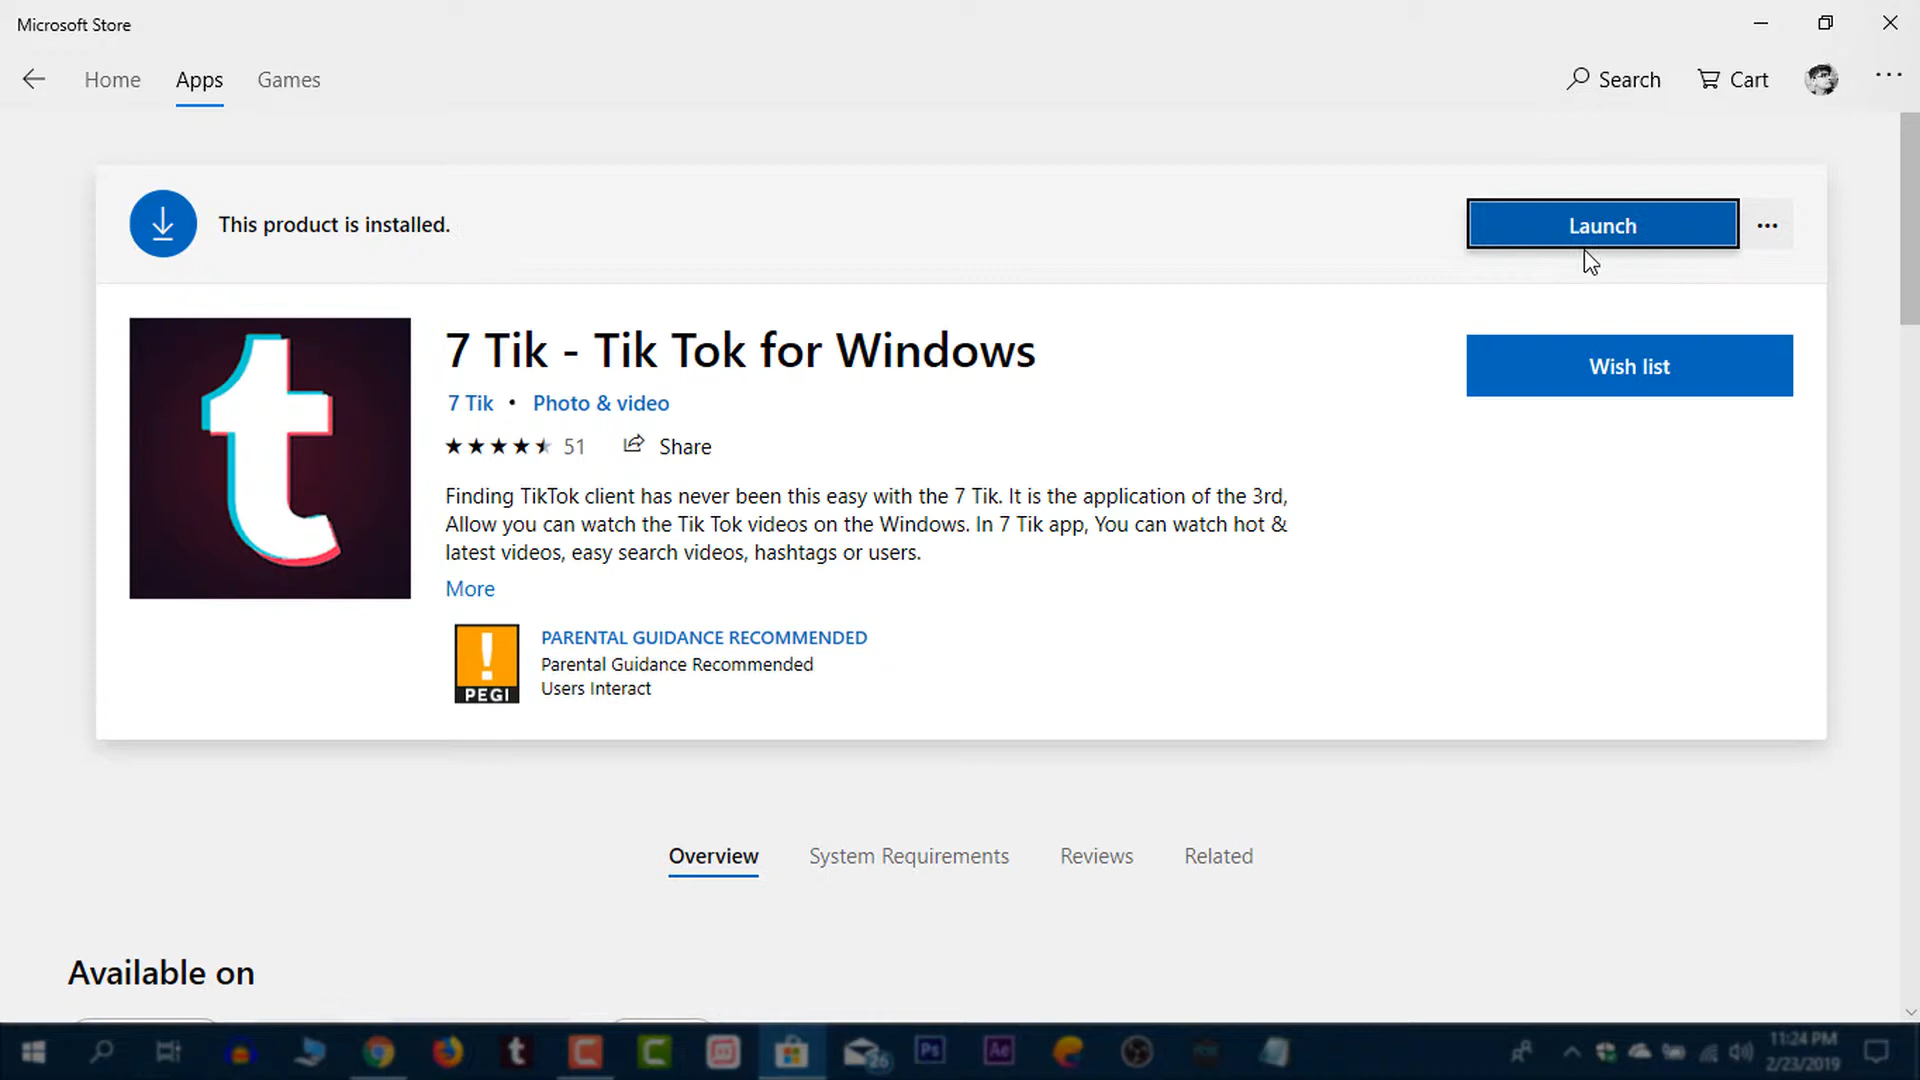 Microsoft Store
Home Apps Games
Search Cart
This product is installed.
Launch
7 Tik - Tik Tok for Windows
Wish list
7 Tik • Photo & video
51 Share
Finding TikTok client has never been this easy with the 7 Tik. It is the application of the 3rd,
Allow you can watch the Tik Tok videos on the Windows. In 7 Tik app, You can watch hot &
latest videos, easy search videos, hashtags or users.
More
PARENTAL GUIDANCE RECOMMENDED
Parental Guidance Recommended
Users Interact
PEGI
Overview System Requirements Reviews Related
Available on
26
Ps
Ae
11:24 PM
2/23/2019